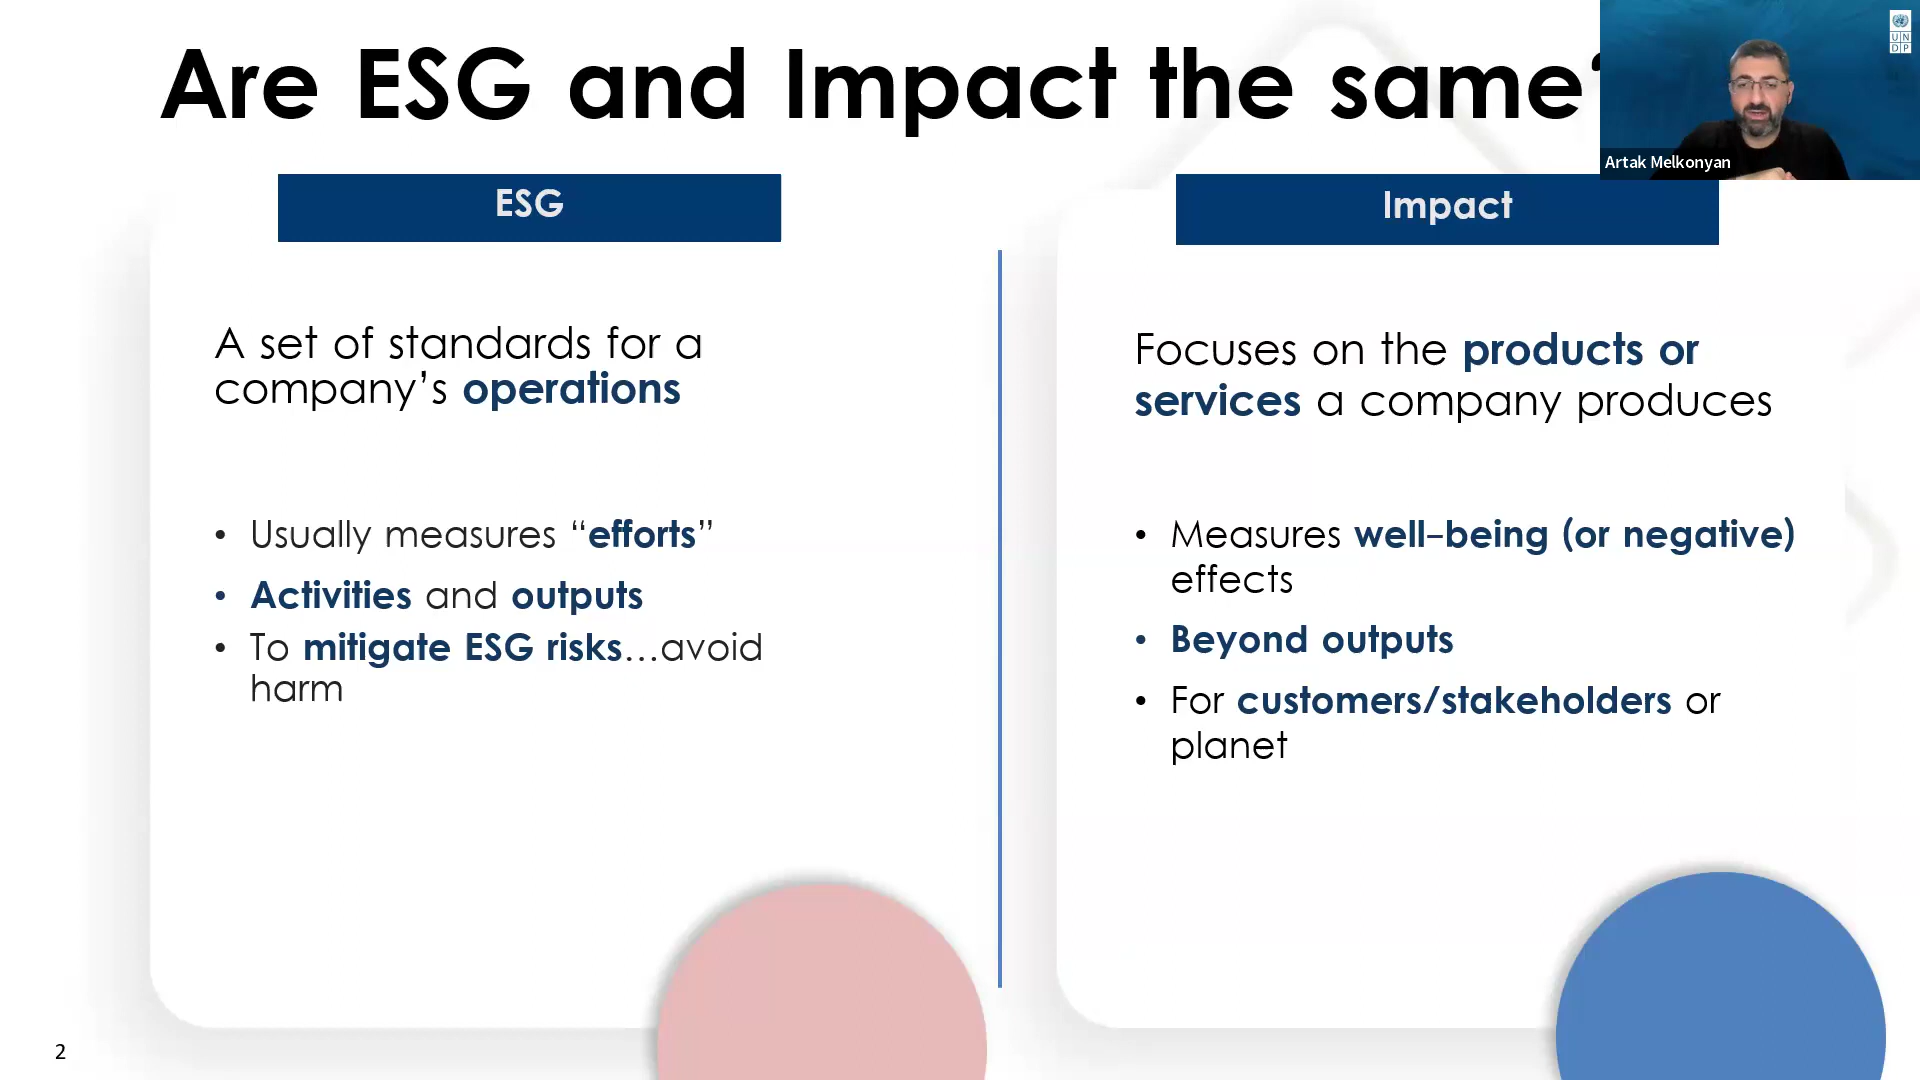 Are ESG and Impact the same?
UN
DP
Artak Melkonyan
ESG
A set of standards for a
company’s operations
• Usually measures “efforts”
• Activities and outputs
• To mitigate ESG risks…avoid
harm
Impact
Focuses on the products or
services a company produces
• Measures well–being (or negative)
effects
• Beyond outputs
• For customers/stakeholders or
planet
2